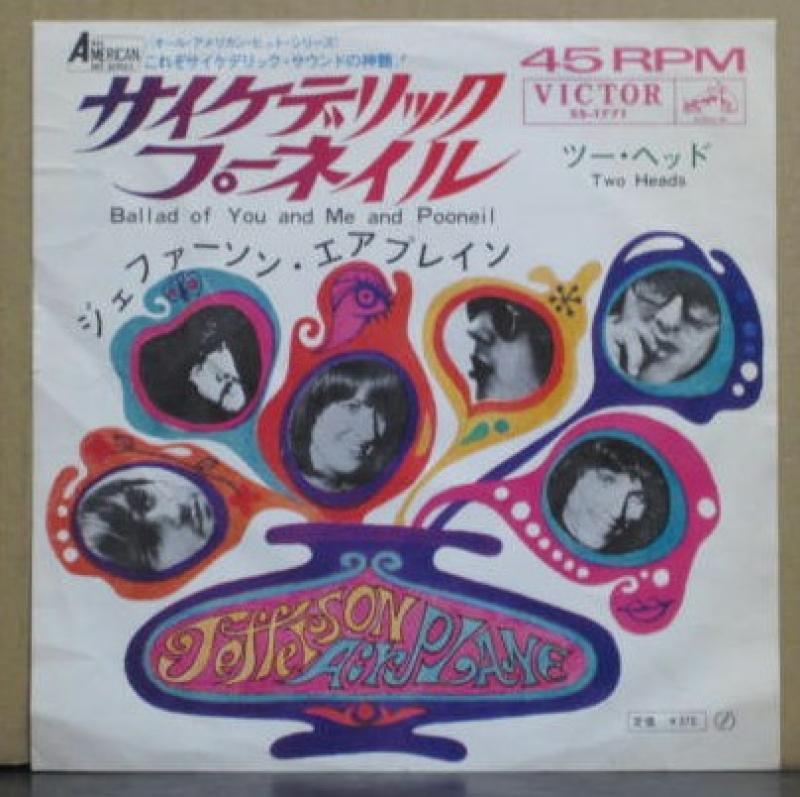 ALL AMERICAN HIT SERIES
(オール・アメリカン・ヒット・シリーズ)
これぞサイケデリック・サウンドの神髄!
45 RPM
VICTOR
SS-1771
サイケデリック
プーネイル
Ballad of You and Me and Pooneil
ツー・ヘッド
Two Heads
ジェファーソン・エアプレイン
Jefferson
AIRPLANE
定価 ¥370